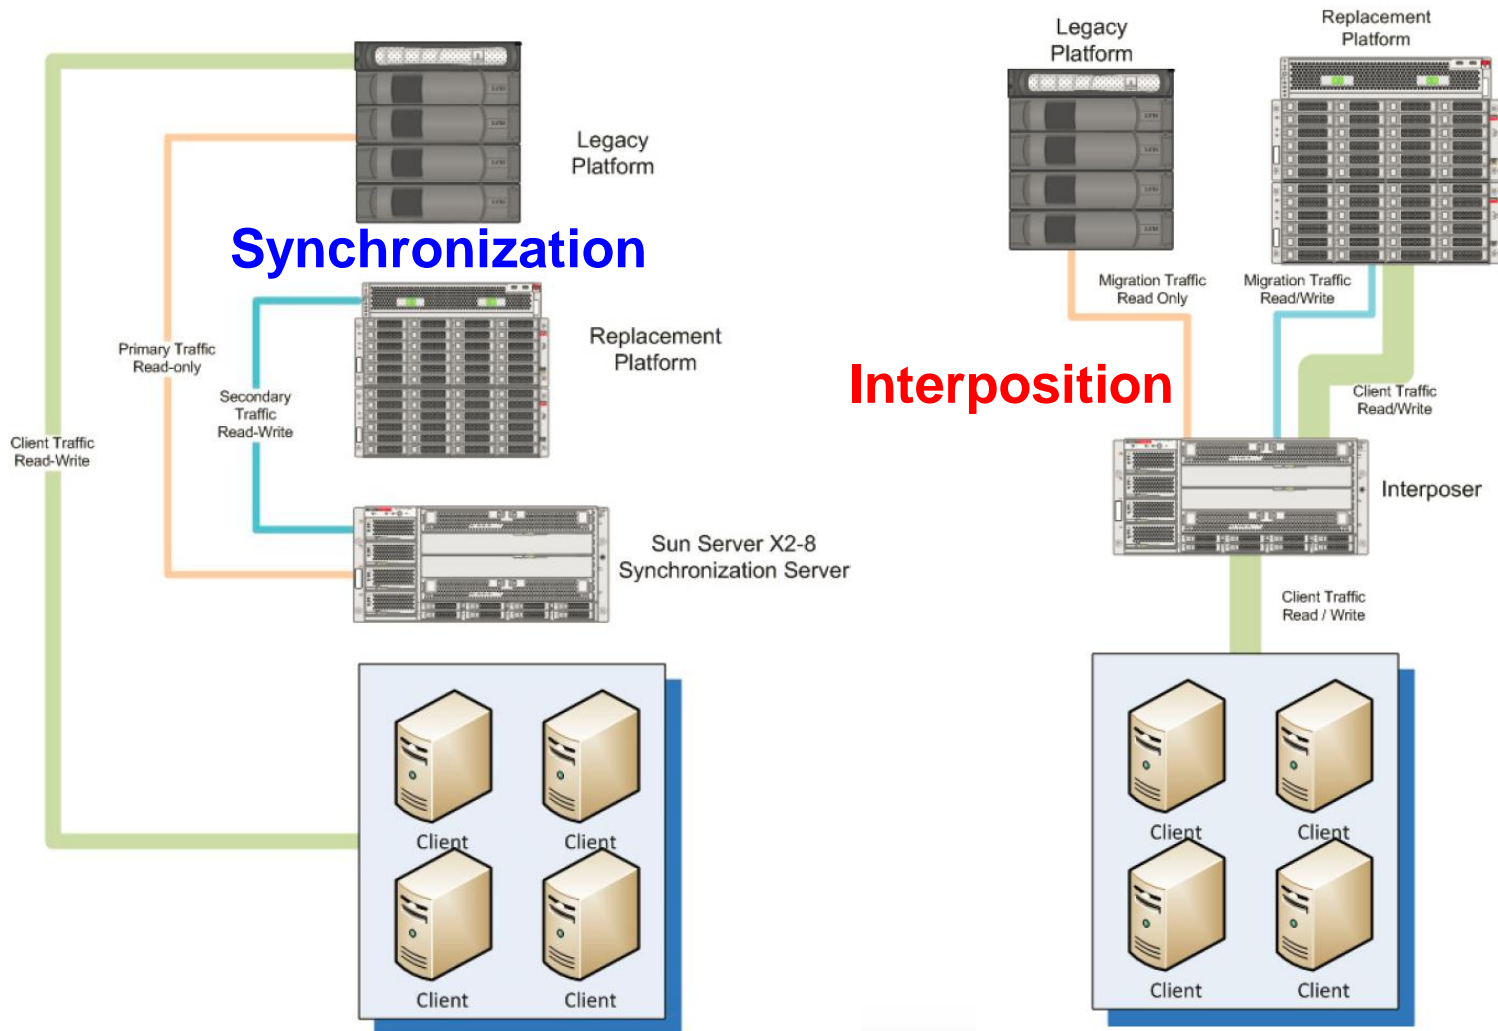 Legacy
Platform
Synchronization
Replacement
Platform
Primary Traffic
Read-only
Secondary
Traffic
Read-Write
Client Traffic
Read-Write
Sun Server X2-8
Synchronization Server
Client
Client
Client
Client
Legacy
Platform
Replacement
Platform
Migration Traffic
Read Only
Migration Traffic
Read/Write
Interposition
Client Traffic
Read/Write
Interposer
Client Traffic
Read / Write
Client
Client
Client
Client